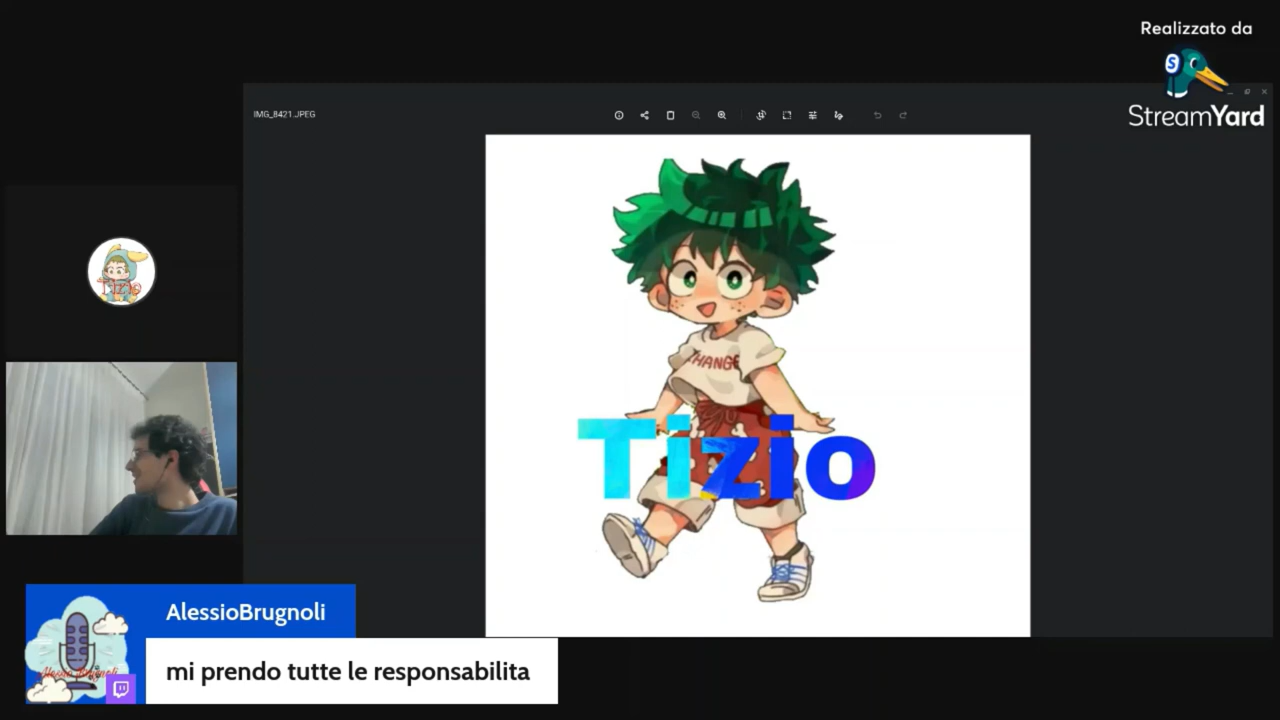 Realizzato da
StreamYard
IMG_8421.JPEG
CHANGE
Tizio
AlessioBrugnoli
mi prendo tutte le responsabilita